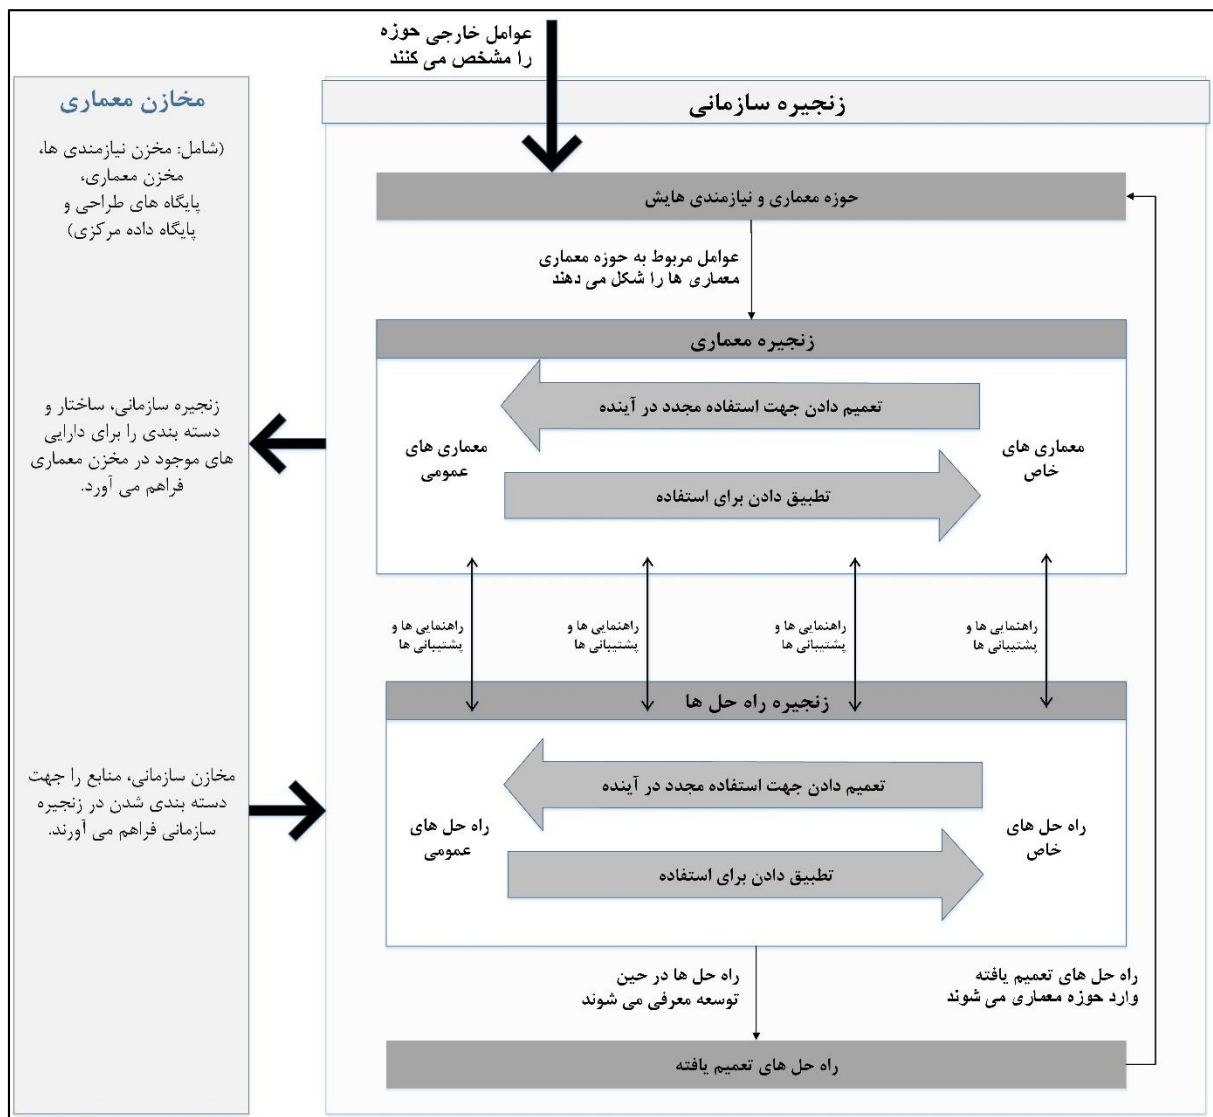 عوامل خارجی حوزه
را مشخص می کنند
زنجیره سازمانی
حوزه معماری و نیازمندی هایش
عوامل مربوط به حوزه معماری
معماری ها را شکل می دهند
زنجیره معماری
تعمیم دادن جهت استفاده مجدد در آینده
معماری های
خاص
معماری های
عمومی
تطبیق دادن برای استفاده
راهنمایی ها و
پشتیبانی ها
راهنمایی ها و
پشتیبانی ها
راهنمایی ها و
پشتیبانی ها
راهنمایی ها و
پشتیبانی ها
زنجیره راه حل ها
تعمیم دادن جهت استفاده مجدد در آینده
راه حل های
خاص
راه حل های
عمومی
تطبیق دادن برای استفاده
راه حل های تعمیم یافته
وارد حوزه معماری می شوند
راه حل ها در حین
توسعه معرفی می شوند
راه حل های تعمیم یافته
مخازن معماری
(شامل: مخزن نیازمندی ها،
مخزن معماری،
پایگاه های طراحی و
پایگاه داده مرکزی)
زنجیره سازمانی، ساختار و
دسته بندی را برای دارایی
های موجود در مخزن معماری
فراهم می آورد.
مخازن سازمانی، منابع را جهت
دسته بندی شدن در زنجیره
سازمانی فراهم می آورند.